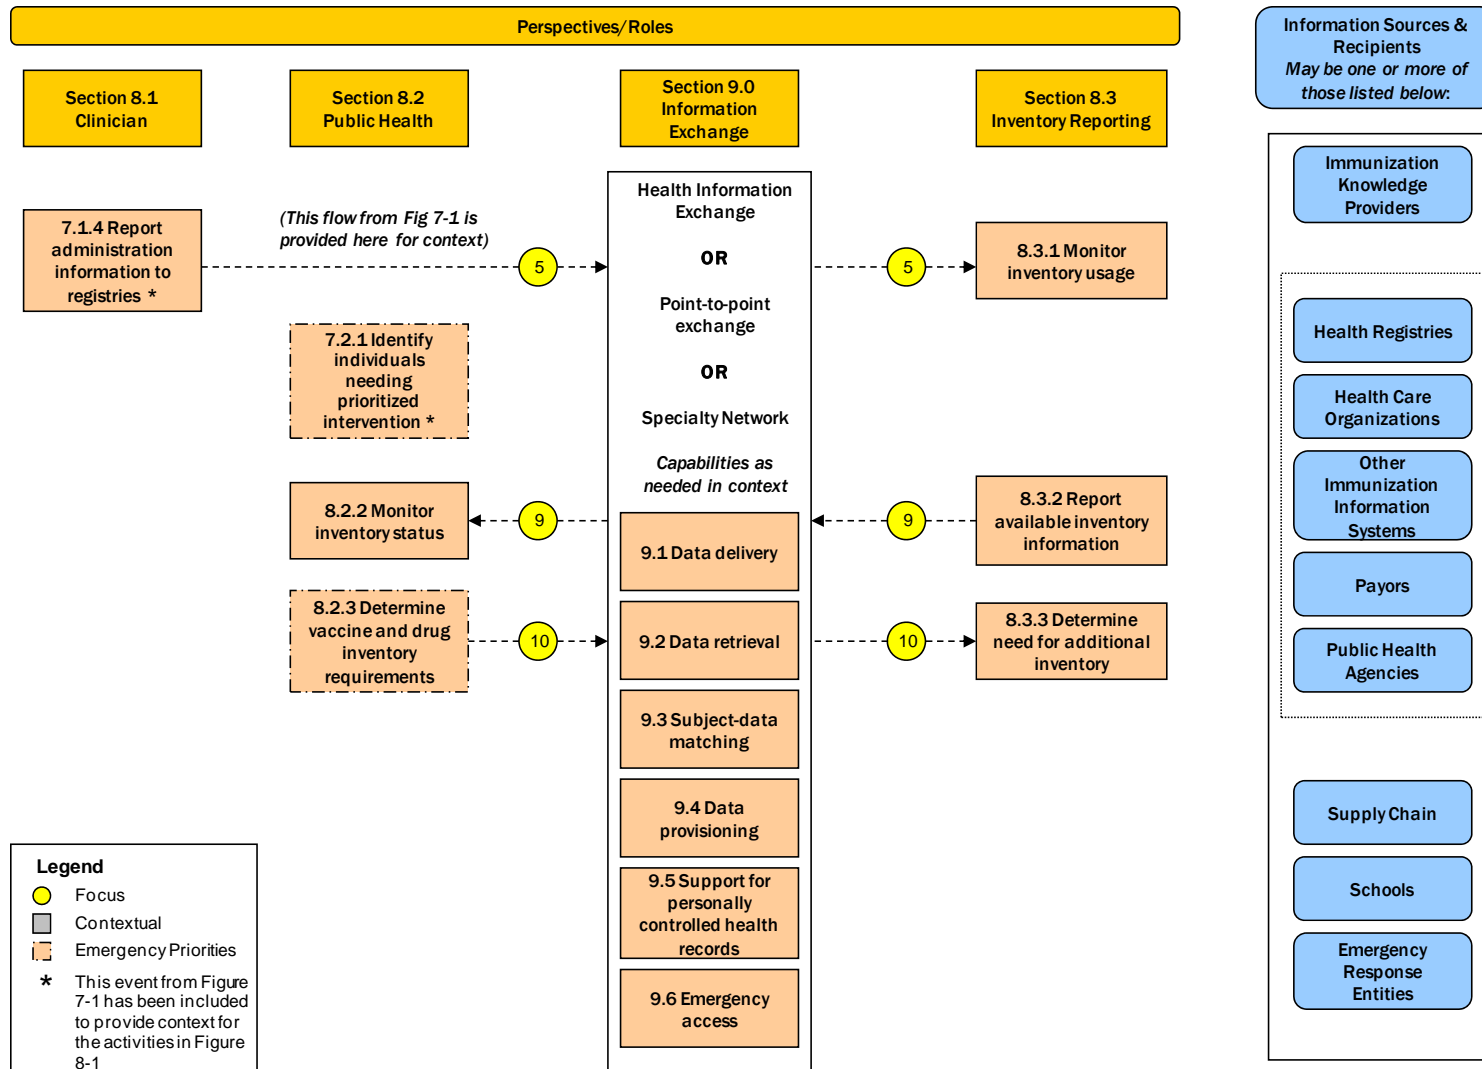 Perspectives/Roles
Section 8.1
Clinician
Section 8.2
Public Health
Section 9.0
Information
Exchange
Section 8.3
Inventory Reporting
7.1.4 Report
administration
information to
registries *
(This flow from Fig 7-1 is
provided here for context)
5
Health Information
Exchange
OR
Point-to-point
exchange
OR
Specialty Network
Capabilities as
needed in context
5
8.3.1 Monitor
inventory usage
7.2.1 Identify
individuals
needing
prioritized
intervention *
8.2.2 Monitor
inventory status
9
9
8.3.2 Report
available inventory
information
8.2.3 Determine
vaccine and drug
inventory
requirements
10
10
8.3.3 Determine
need for additional
inventory
9.1 Data delivery
9.2 Data retrieval
9.3 Subject-data
matching
9.4 Data
provisioning
9.5 Support for
personally
controlled health
records
9.6 Emergency
access
Legend
Focus
Contextual
Emergency Priorities
* This event from Figure
7-1 has been included
to provide context for
the activities in Figure
8-1
Information Sources &
Recipients
May be one or more of
those listed below:
Immunization
Knowledge
Providers
Health Registries
Health Care
Organizations
Other
Immunization
Information
Systems
Payors
Public Health
Agencies
Supply Chain
Schools
Emergency
Response
Entities